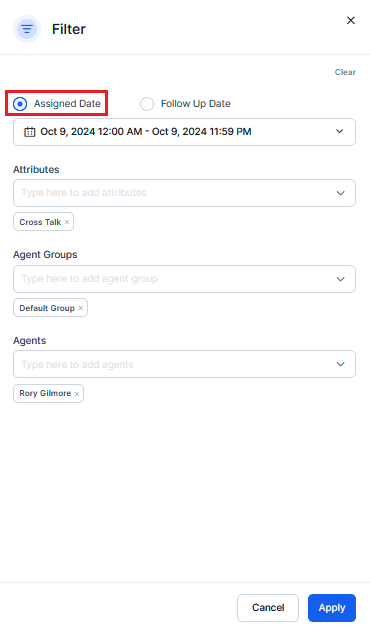 Filter
Clear
Assigned Date Follow Up Date
Oct 9, 2024 12:00 AM - Oct 9, 2024 11:59 PM
Attributes
Type here to add attributes
Cross Talk ×
Agent Groups
Type here to add agent group
Default Group ×
Agents
Type here to add agents
Rory Gilmore ×
Cancel Apply